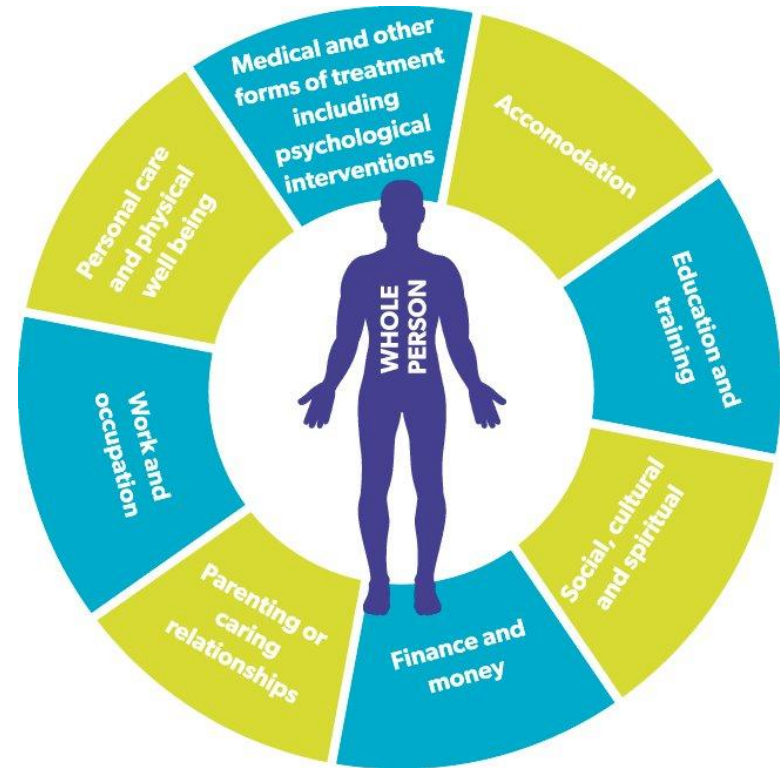 Medical and other
forms of treatment
including
psychological
interventions
Accomodation
Education and
training
Social, cultural
and spiritual
Finance and
money
Parenting or
caring
relationships
Work and
occupation
Personal care
and physical
well being
WHOLE
PERSON